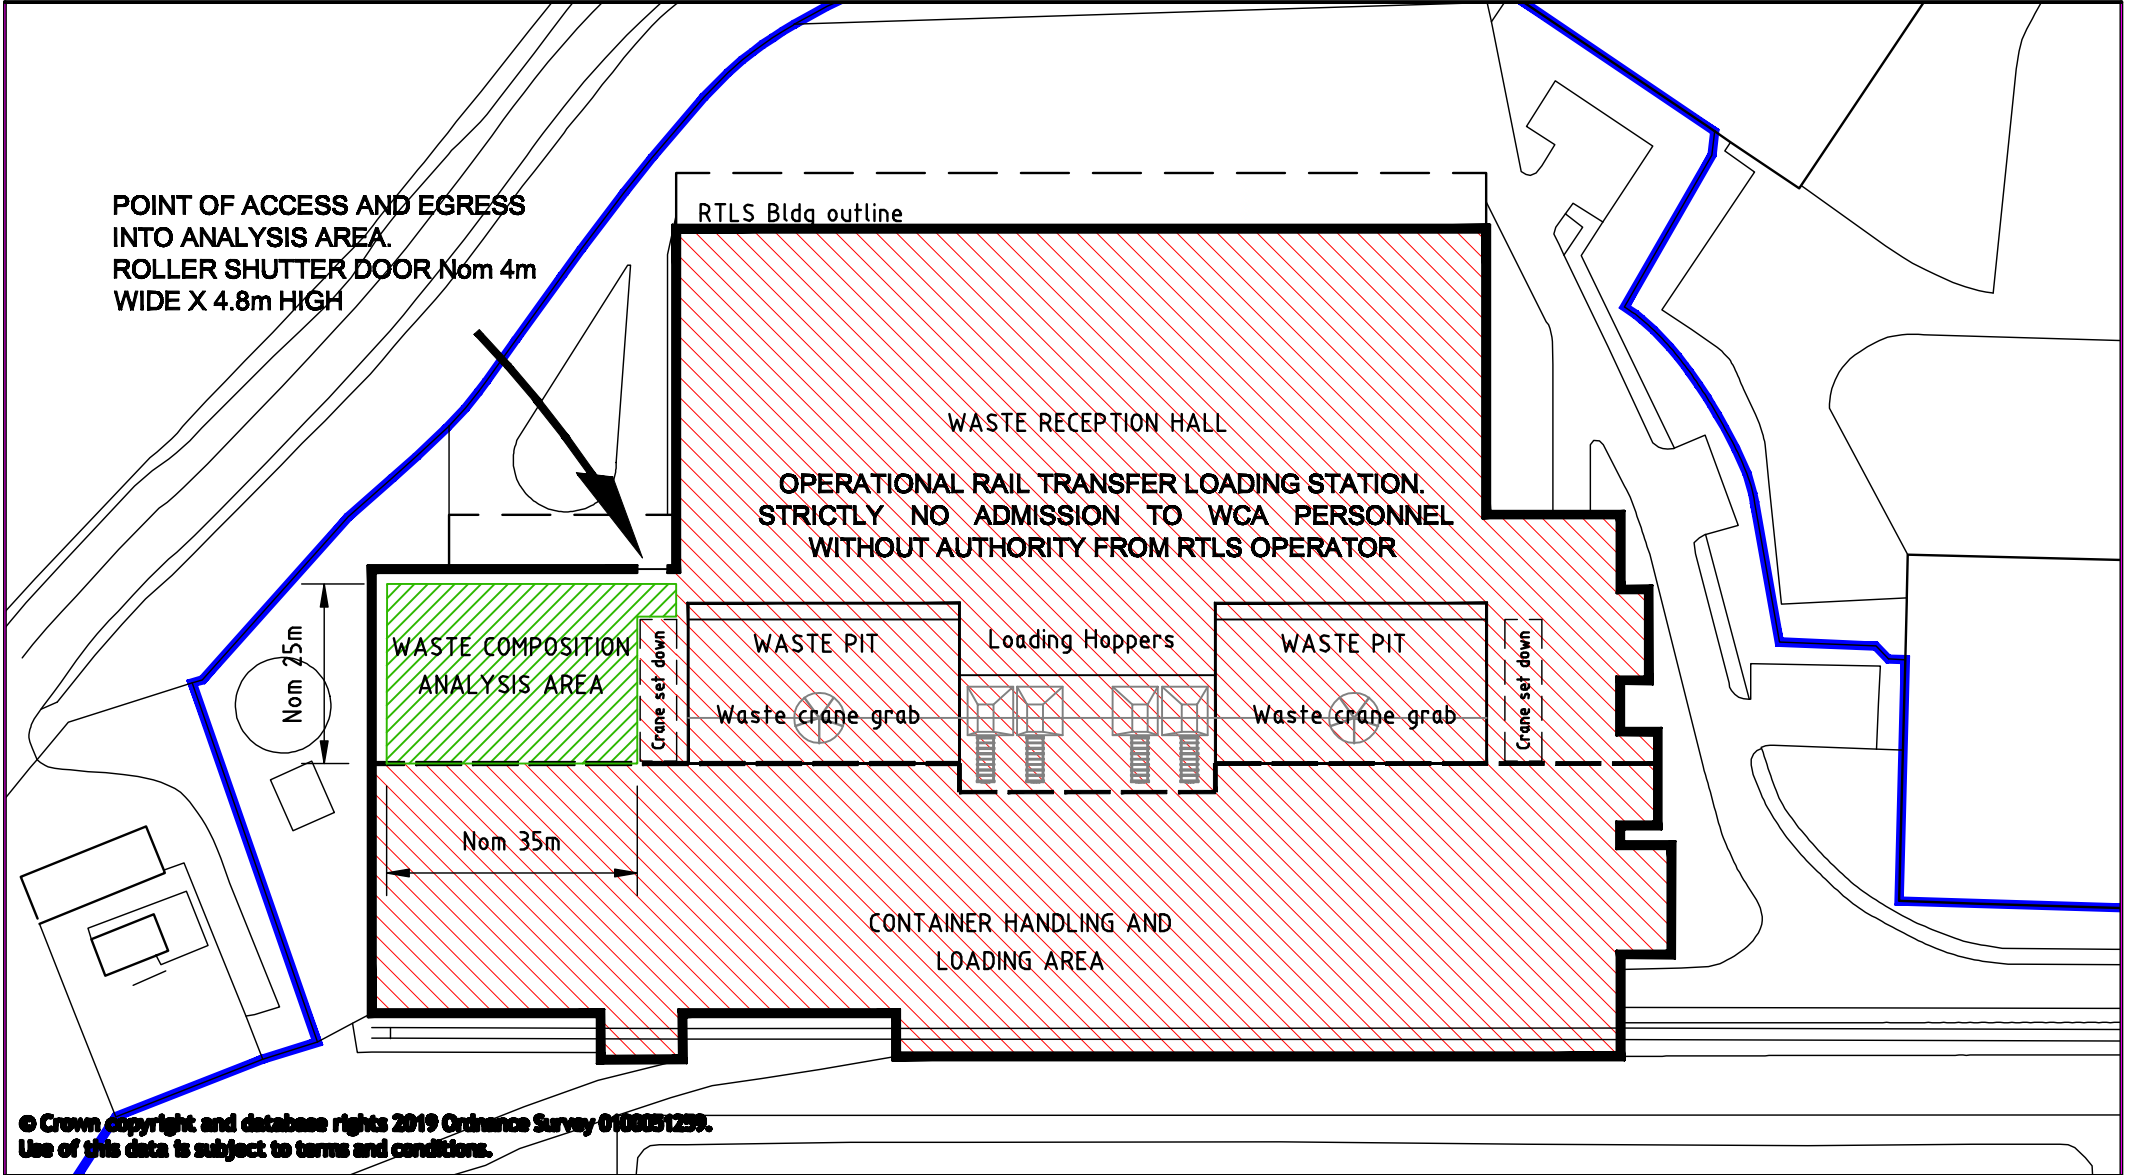 POINT OF ACCESS AND EGRESS
INTO ANALYSIS AREA.
ROLLER SHUTTER DOOR Nom 4m
WIDE X 4.8m HIGH
RTLS Bldg outline
WASTE RECEPTION HALL
OPERATIONAL RAIL TRANSFER LOADING STATION.
STRICTLY NO ADMISSION TO WCA PERSONNEL
WITHOUT AUTHORITY FROM RTLS OPERATOR
Nom 25m
WASTE COMPOSITION
ANALYSIS AREA
Crane set down
WASTE PIT
Waste crane grab
Loading Hoppers
WASTE PIT
Waste crane grab
Crane set down
Nom 35m
CONTAINER HANDLING AND
LOADING AREA
© Crown copyright and database rights 2019 Ordnance Survey 0100051259.
Use of this data is subject to terms and conditions.